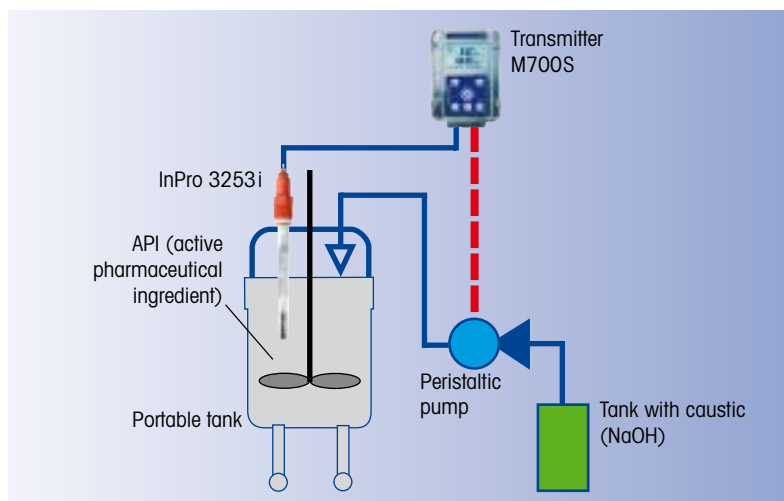 Transmitter
M700S
InPro 3253i
API (active
pharmaceutical
ingredient)
Portable tank
Peristaltic
pump
Tank with caustic
(NaOH)